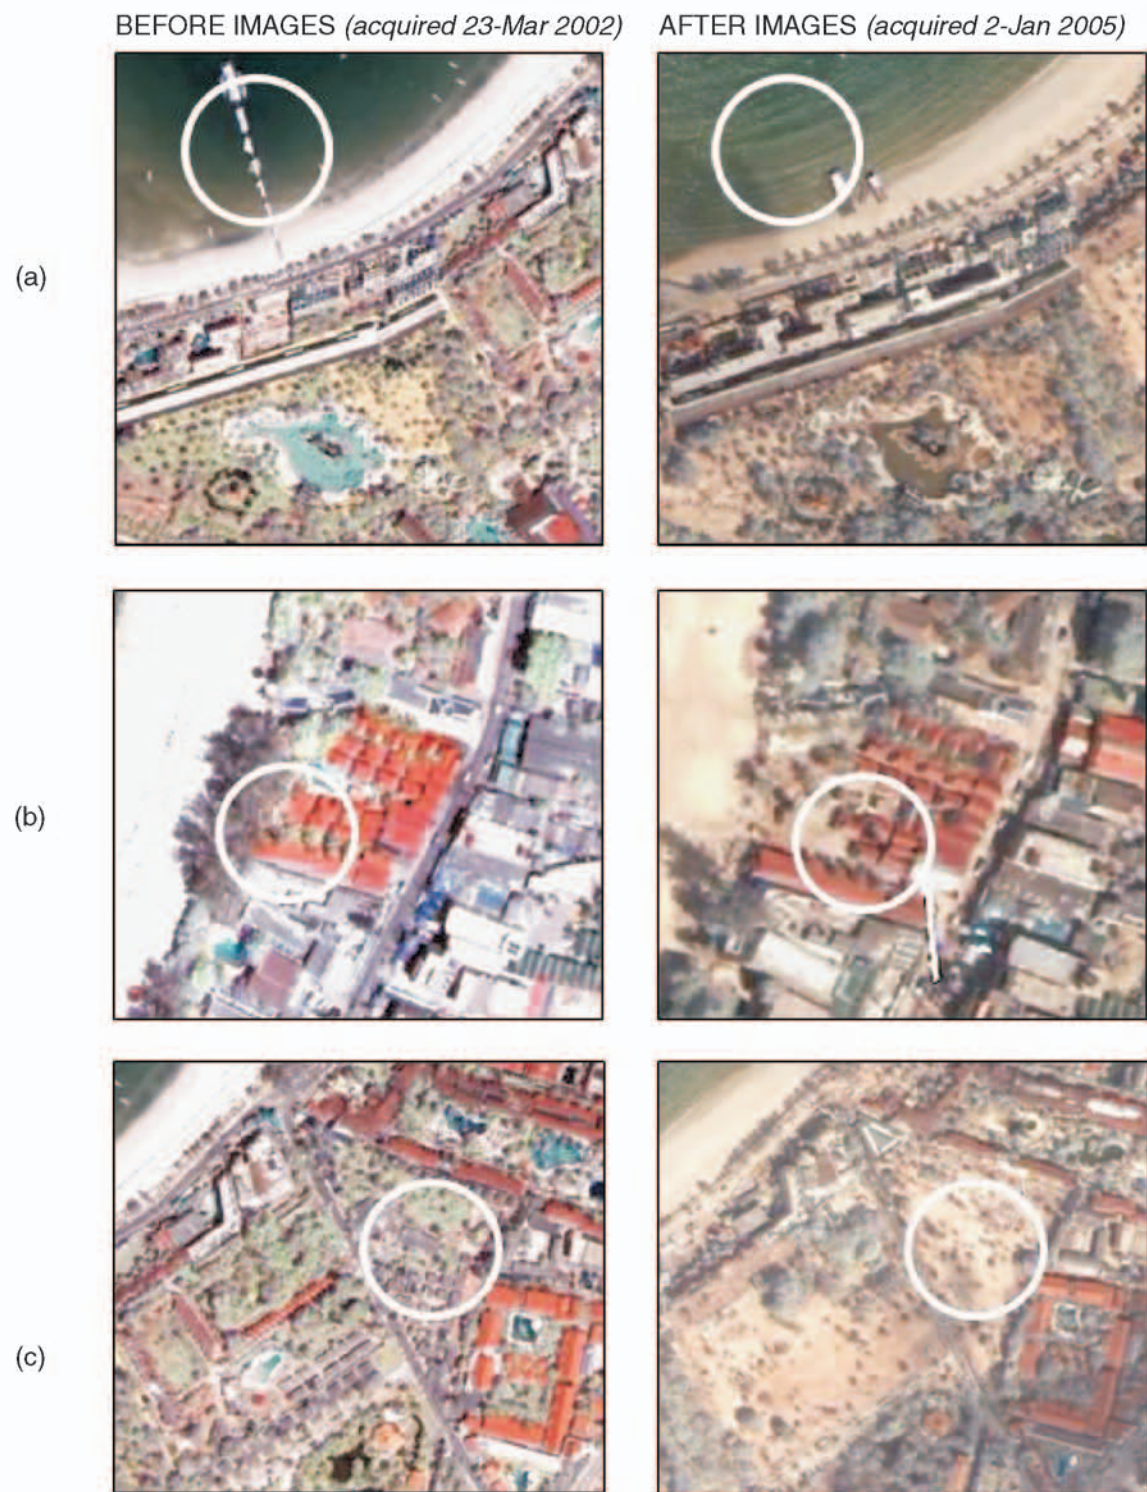 BEFORE IMAGES (acquired 23-Mar 2002) AFTER IMAGES (acquired 2-Jan 2005)
(a)
(b)
(c)